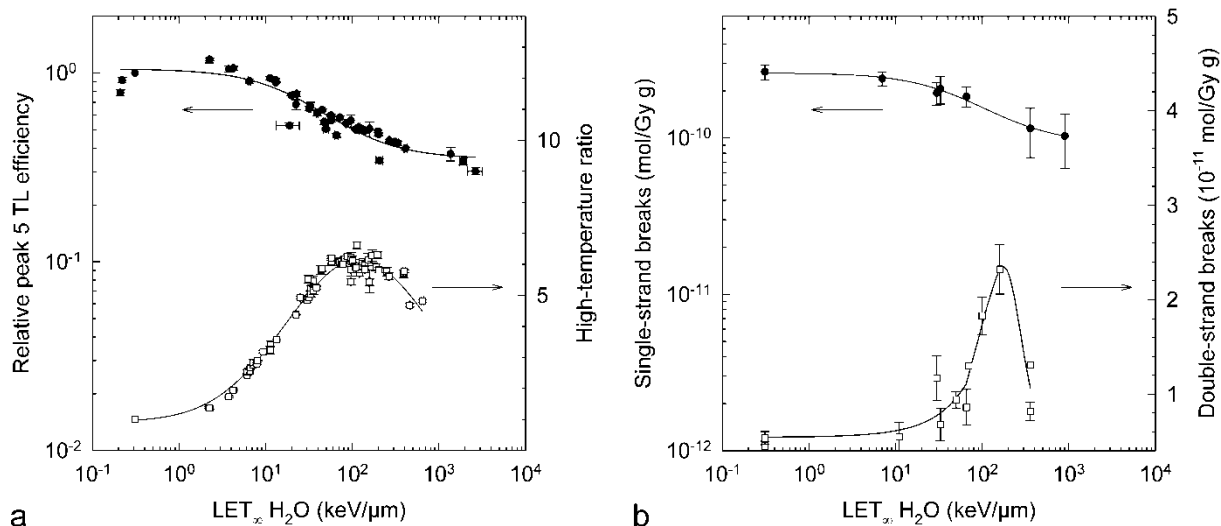 10⁰
10⁻¹
10⁻²
Relative peak 5 TL efficiency
10
5
High-temperature ratio
10⁻¹ 10⁰ 10¹ 10² 10³ 10⁴
LET∞ H₂O (keV/µm)
a
10⁻¹⁰
10⁻¹¹
10⁻¹²
Single-strand breaks (mol/Gy g)
5
4
3
2
1
Double-strand breaks (10⁻¹¹ mol/Gy g)
10⁻¹ 10⁰ 10¹ 10² 10³ 10⁴
LET∞ H₂O (keV/µm)
b